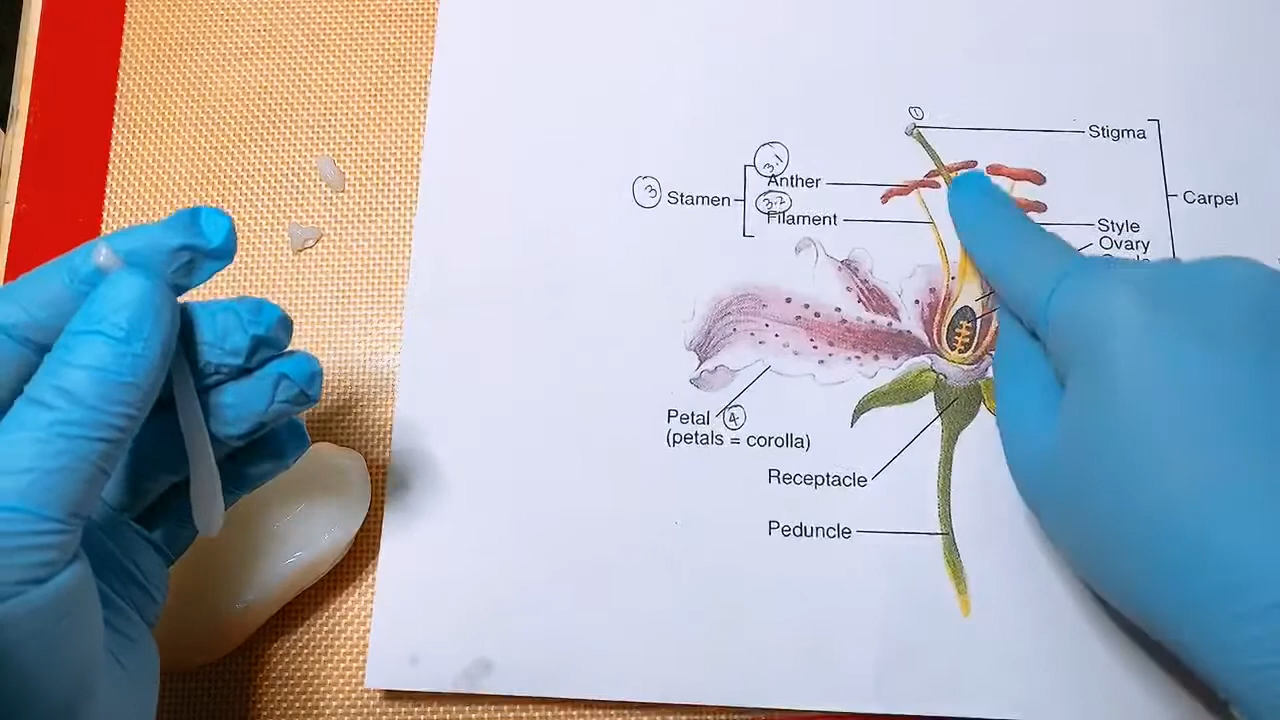 1
Stigma
3.1
Anther
3 Stamen
Carpel
3.2
Filament
Style
Ovary
Petal 4
(petals = corolla)
Receptacle
Peduncle